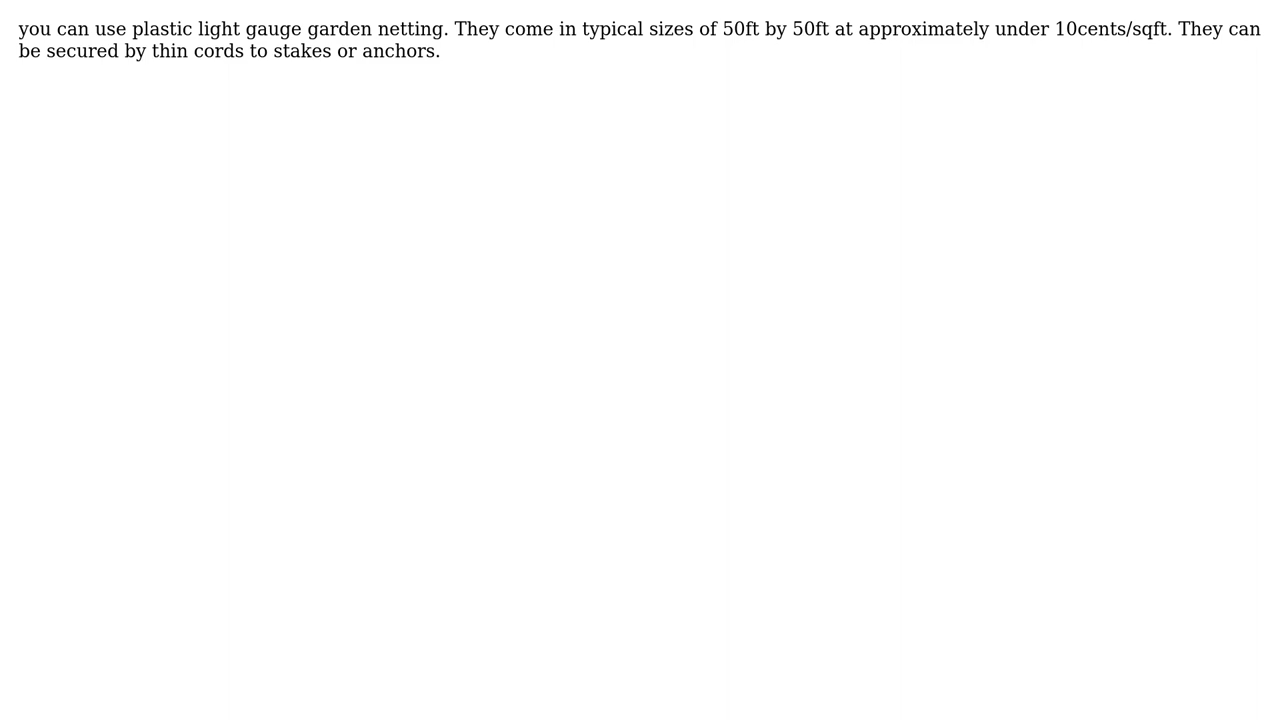 you can use plastic light gauge garden netting. They come in typical sizes of 50ft by 50ft at approximately under 10cents/sqft. They can
be secured by thin cords to stakes or anchors.